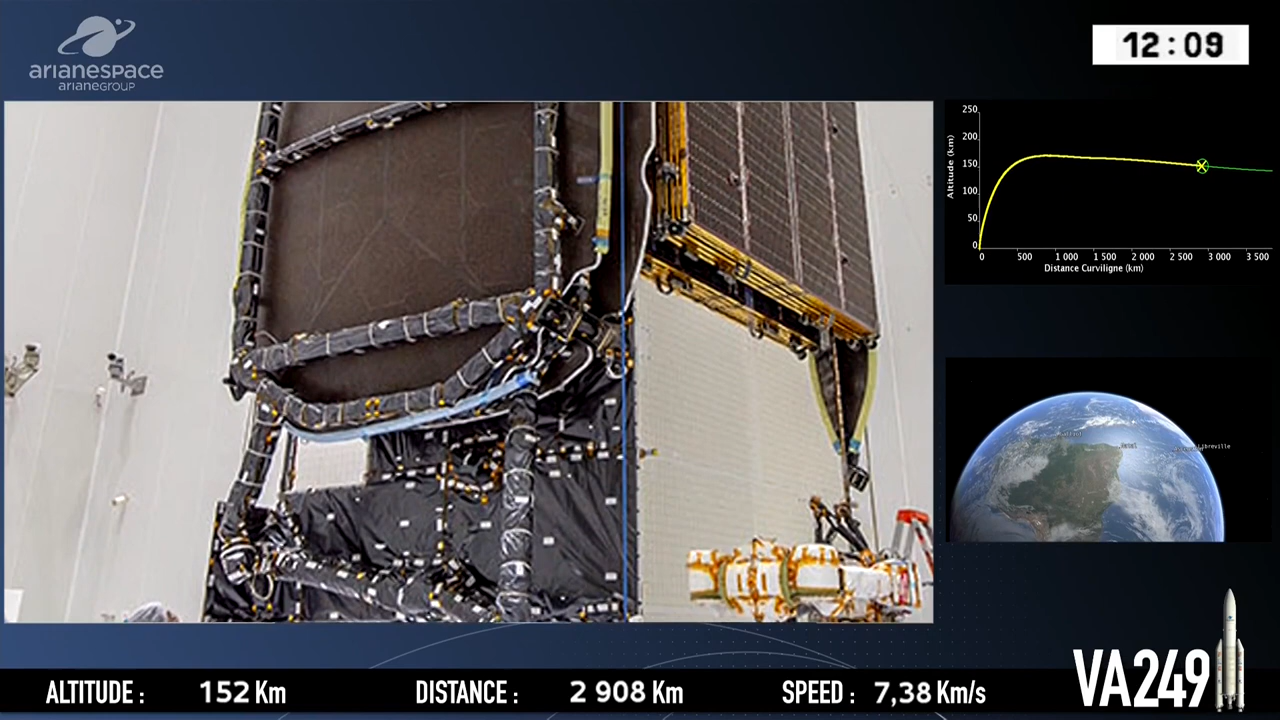 arianespace
arianeGROUP
12:09
250
200
150
100
50
0
Altitude (km)
0 500 1 000 1 500 2 000 2 500 3 000 3 500
Distance Curviligne (km)
Natal
Libreville
ALTITUDE : 152 Km DISTANCE : 2 908 Km SPEED : 7,38 Km/s
VA249